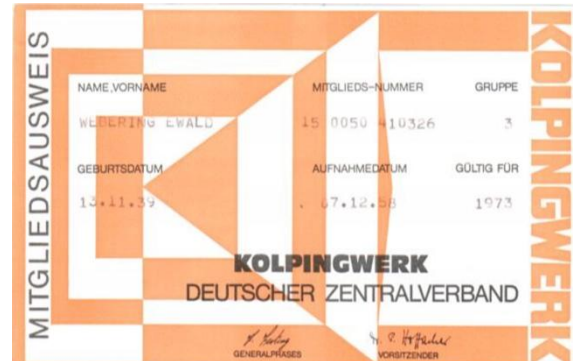 MITGLIEDSAUSWEIS
NAME, VORNAME MITGLIEDS-NUMMER GRUPPE
WEBERING EWALD 15 0050 410326 3
GEBURTSDATUM AUFNAHMEDATUM GÜLTIG FÜR
13.11.39 07.12.58 1973
KOLPINGWERK
DEUTSCHER ZENTRALVERBAND
GENERALPRÄSES VORSITZENDER
KOLPINGWERK